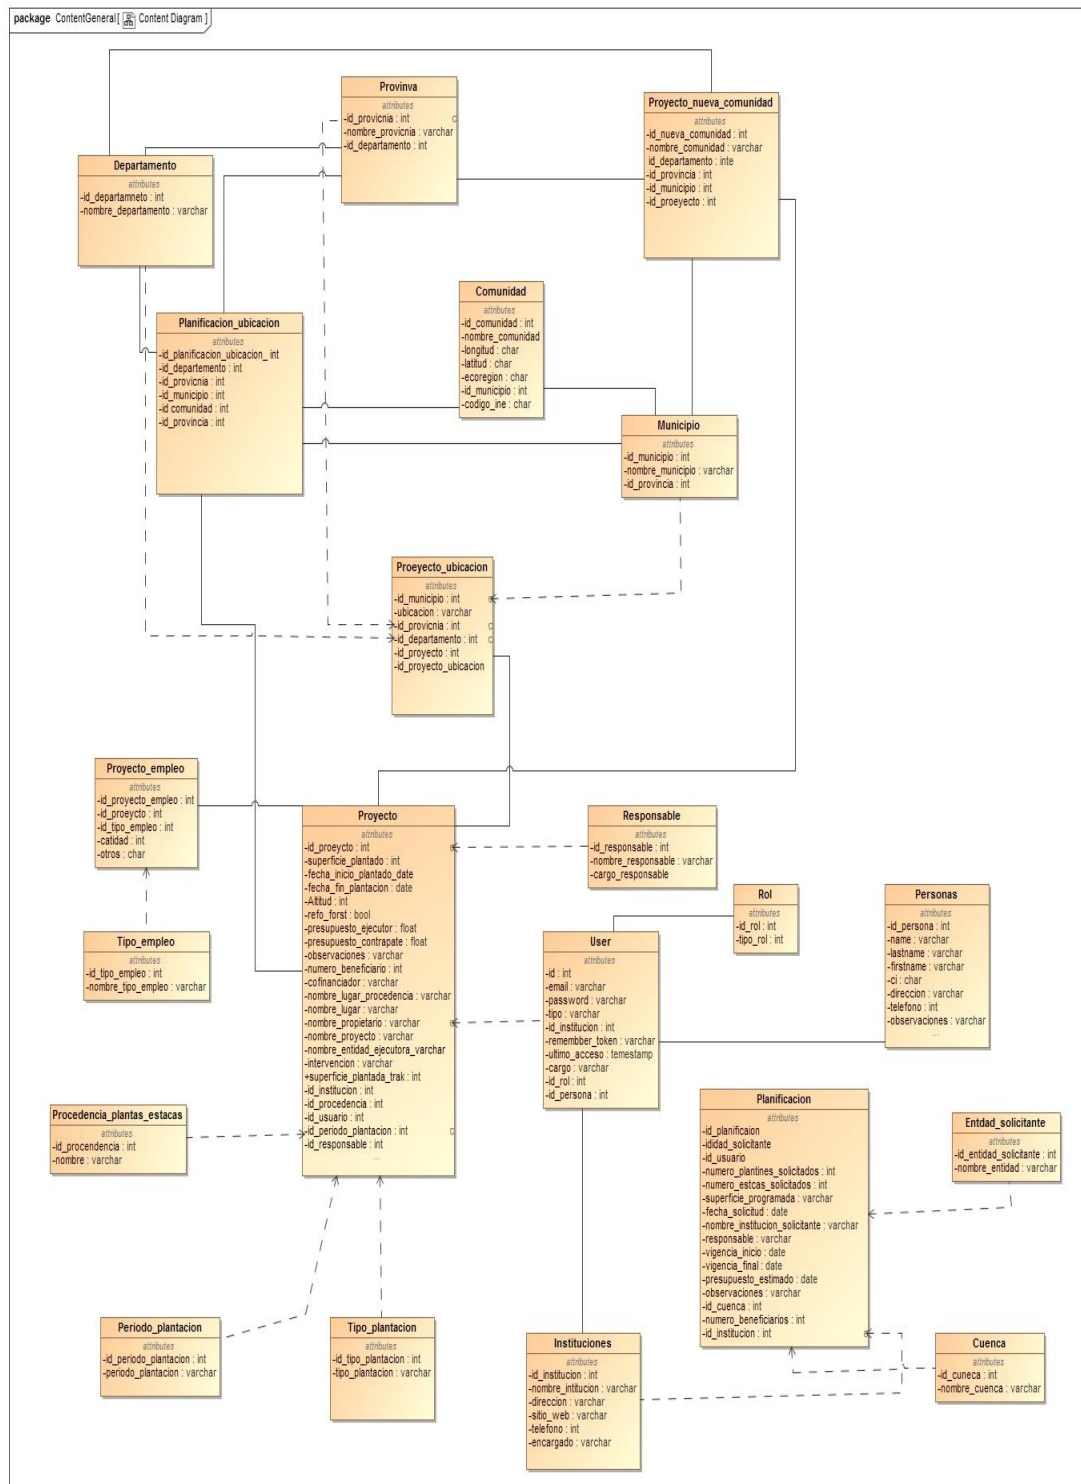 package ContentGeneral[ Content Diagram ]
Provinva
attributes
-id_provicnia : int
-nombre_provicnia : varchar
-id_departamento : int
Proyecto_nueva_comunidad
attributes
-id_nueva_comunidad : int
-nombre_comunidad : varchar
id_departamento : inte
-id_provincia : int
-id_municipio : int
-id_proeyecto : int
Departamento
attributes
-id_departamneto : int
-nombre_departamento : varchar
Comunidad
attributes
-id_comunidad : int
-nombre_comunidad
-longitud : char
-latitud : char
-ecoregion : char
-id_municipio : int
-codigo_ine : char
Planificacion_ubicacion
attributes
-id_planificacion_ubicacion_ int
-id_departemento : int
-id_provicnia : int
-id_municipio : int
-id comunidad : int
-id_provincia : int
Municipio
attributes
-id_municipio : int
-nombre_municipio : varchar
-id_provincia : int
Proeyecto_ubicacion
attributes
-id_municipio : int
-ubicacion : varchar
-id_provicnia : int
-id_departamento : int
-id_proyecto : int
-id_proyecto_ubicacion
Proyecto_empleo
attributes
-id_proyecto_empleo : int
-id_proeycto : int
-id_tipo_empleo : int
-catidad : int
-otros : char
Proyecto
attributes
-id_proeycto : int
-superficie_plantado : int
-fecha_inicio_plantado_date
-fecha_fin_plantacion : date
-Altitud : int
-refo_forst : bool
-presupuesto_ejecutor : float
-presupuesto_contrapate : float
-observaciones : varchar
-numero_beneficiario : int
-cofinanciador : varchar
-nombre_lugar_procedencia : varchar
-nombre_lugar : varchar
-nombre_propietario : varchar
-nombre_proyecto : varchar
-nombre_entidad_ejecutora_varchar
-intervencion : varchar
+superficie_plantada_trak : int
-id_institucion : int
-id_procedencia : int
-id_usuario : int
-id_periodo_plantacion : int
-id_responsable : int
...
Responsable
attributes
-id_responsable : int
-nombre_responsable : varchar
-cargo_responsable
Rol
attributes
-id_rol : int
-tipo_rol : int
Personas
attributes
-id_persona : int
-name : varchar
-lastname : varchar
-firstname : varchar
-ci : char
-direccion : varchar
-telefono : int
-observaciones : varchar
...
Tipo_empleo
attributes
-id_tipo_empleo : int
-nombre_tipo_empleo : varchar
User
attributes
-id : int
-email : varchar
-password : varchar
-tipo : varchar
-id_institucion : int
-remembber_token : varchar
-ultimo_acceso : temestamp
-cargo : varchar
-id_rol : int
-id_persona : int
Planificacion
attributes
-id_planificaion
-ididad_solicitante
-id_usuario
-numero_plantines_solicitados : int
-numero_estcas_solicitados : int
-superficie_programada : varchar
-fecha_solicitud : date
-nombre_institucion_solicitante : varchar
-responsable : varchar
-vigencia_inicio : date
-vigencia_final : date
-presupuesto_estimado : date
-observaciones : varchar
-id_cuenca : int
-numero_beneficiarios : int
-id_institucion : int
Entdad_solicitante
attributes
-id_entidad_solicitante : int
-nombre_entidad : varchar
Procedencia_plantas_estacas
attributes
-id_procendencia : int
-nombre : varchar
Periodo_plantacion
attributes
-id_periodo_plantacion : int
-periodo_plantacion : varchar
Tipo_plantacion
attributes
-id_tipo_plantacion : int
-tipo_plantacion : varchar
Instituciones
attributes
-id_institucion : int
-nombre_intitucion : varchar
-direccion : varchar
-sitio_web : varchar
-telefono : int
-encargado : varchar
Cuenca
attributes
-id_cuneca : int
-nombre_cuenca : varchar